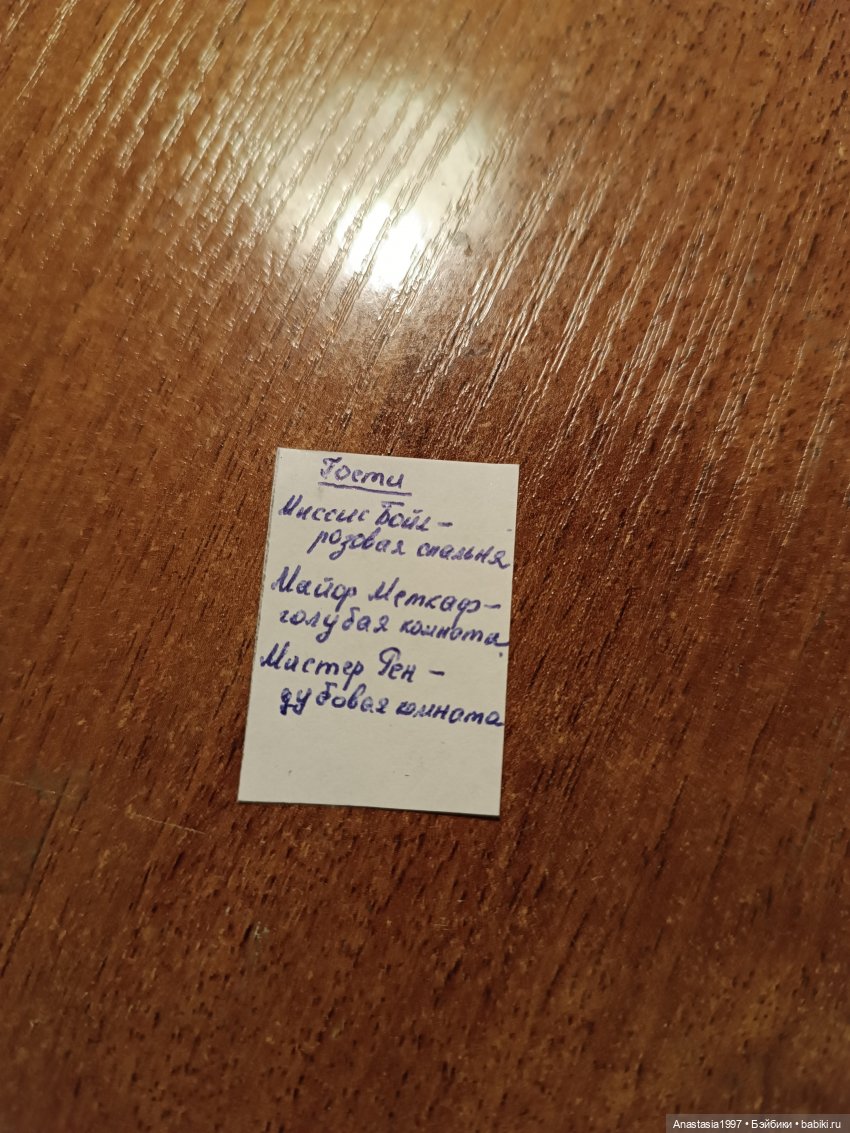 Гости
Миссис Бойл –
розовая спальня
Майор Меткаф –
голубая комната
Мистер Рен –
дубовая комната
Anastasia1997 • Бэйбики • babiki.ru